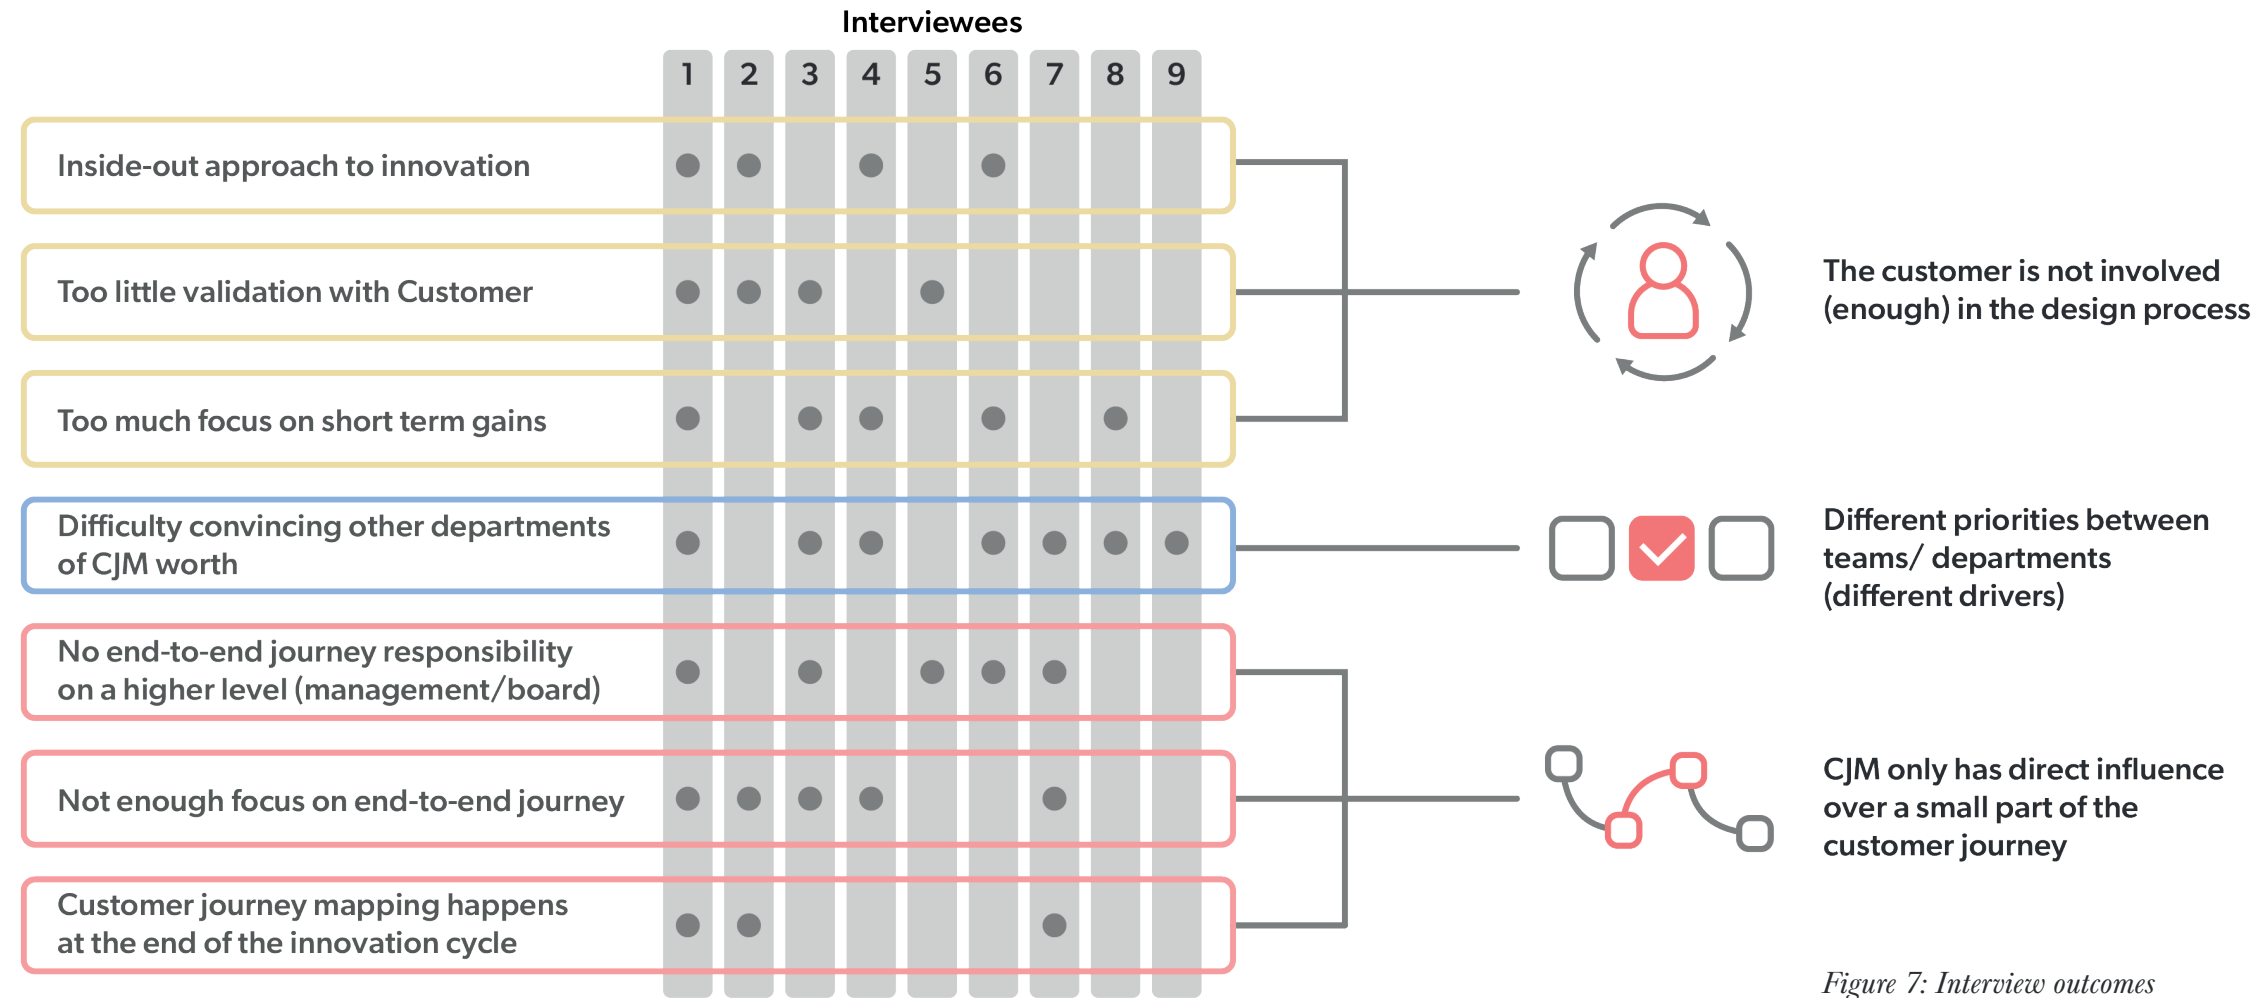 Interviewees
1 2 3 4 5 6 7 8 9
Inside-out approach to innovation
Too little validation with Customer
Too much focus on short term gains
Difficulty convincing other departments
of CJM worth
No end-to-end journey responsibility
on a higher level (management/board)
Not enough focus on end-to-end journey
Customer journey mapping happens
at the end of the innovation cycle
The customer is not involved
(enough) in the design process
Different priorities between
teams/ departments
(different drivers)
CJM only has direct influence
over a small part of the
customer journey
Figure 7: Interview outcomes